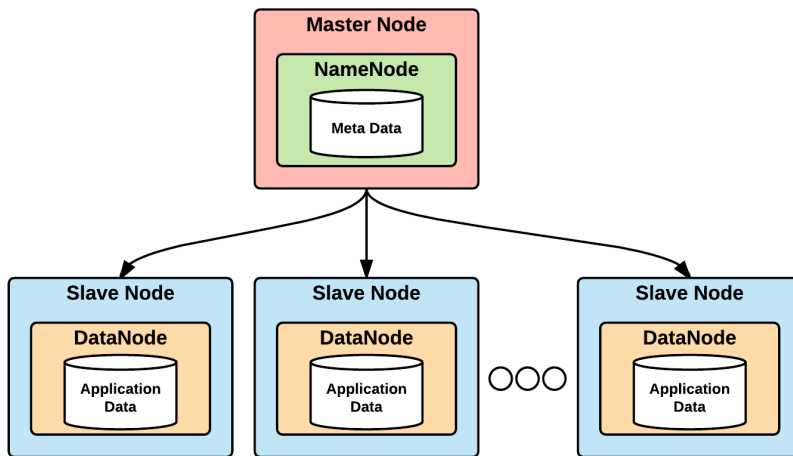 Master Node
NameNode
Meta Data
Slave Node
DataNode
Application
Data
Slave Node
DataNode
Application
Data
Slave Node
DataNode
Application
Data